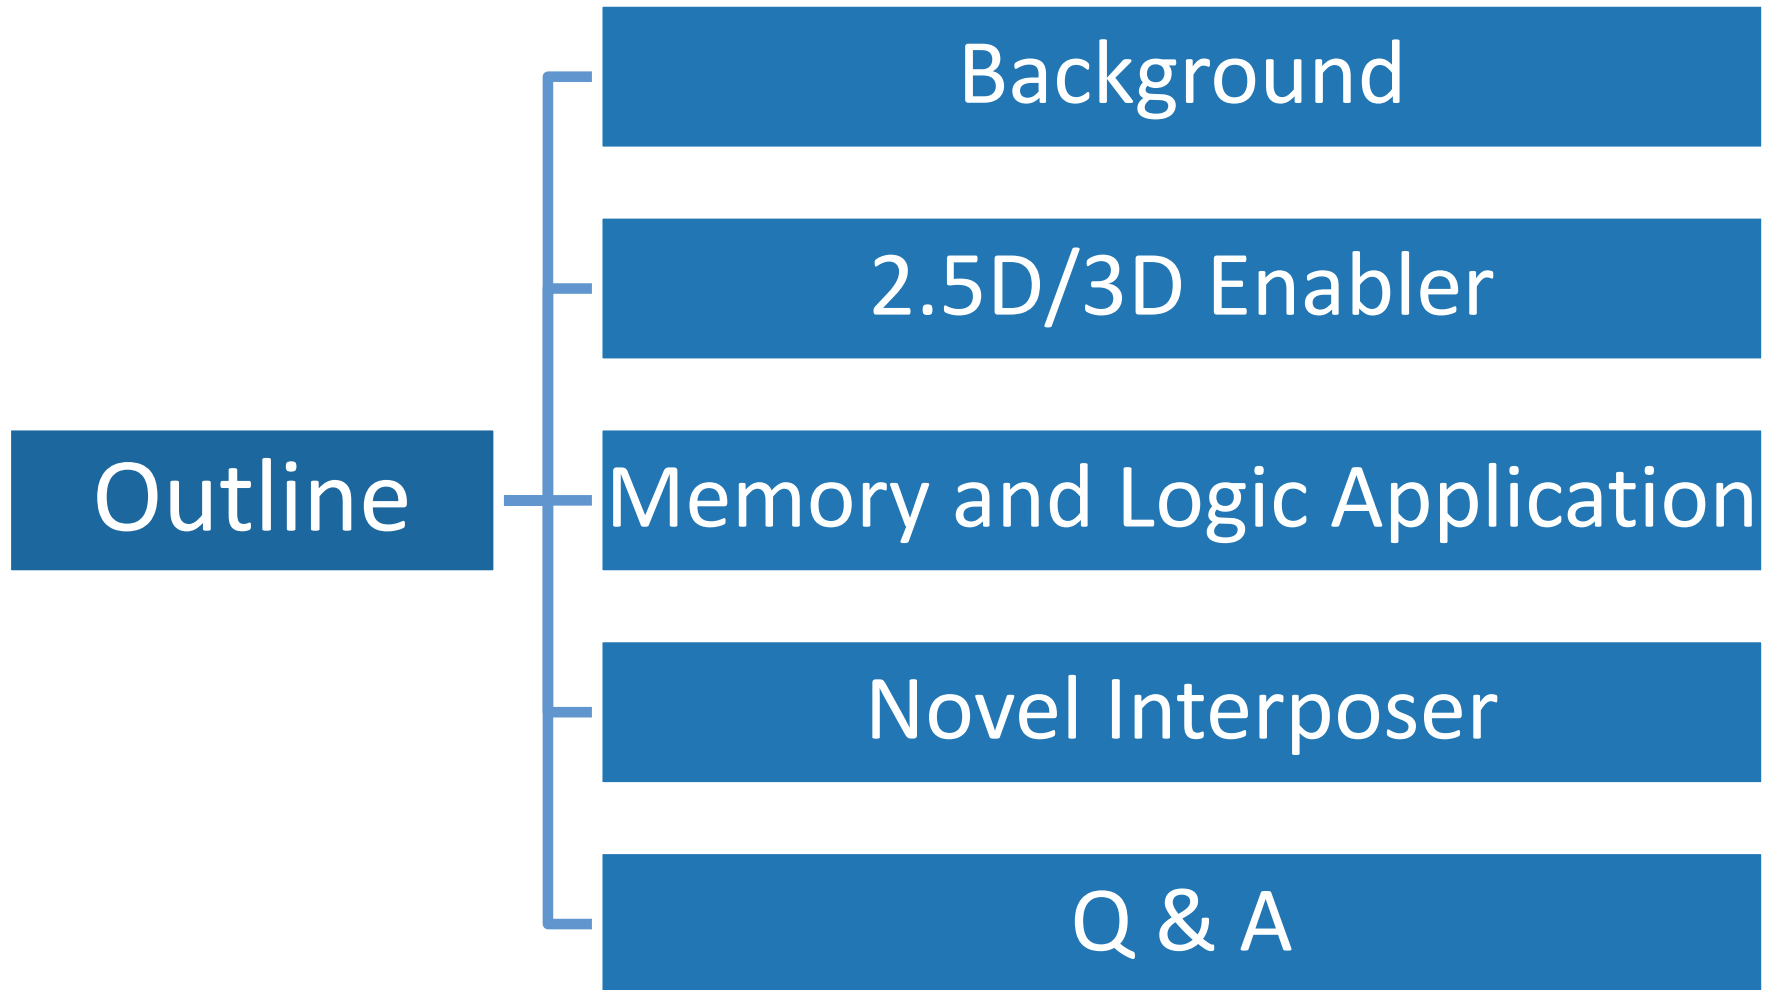 Outline
Background
2.5D/3D Enabler
Memory and Logic Application
Novel Interposer
Q & A